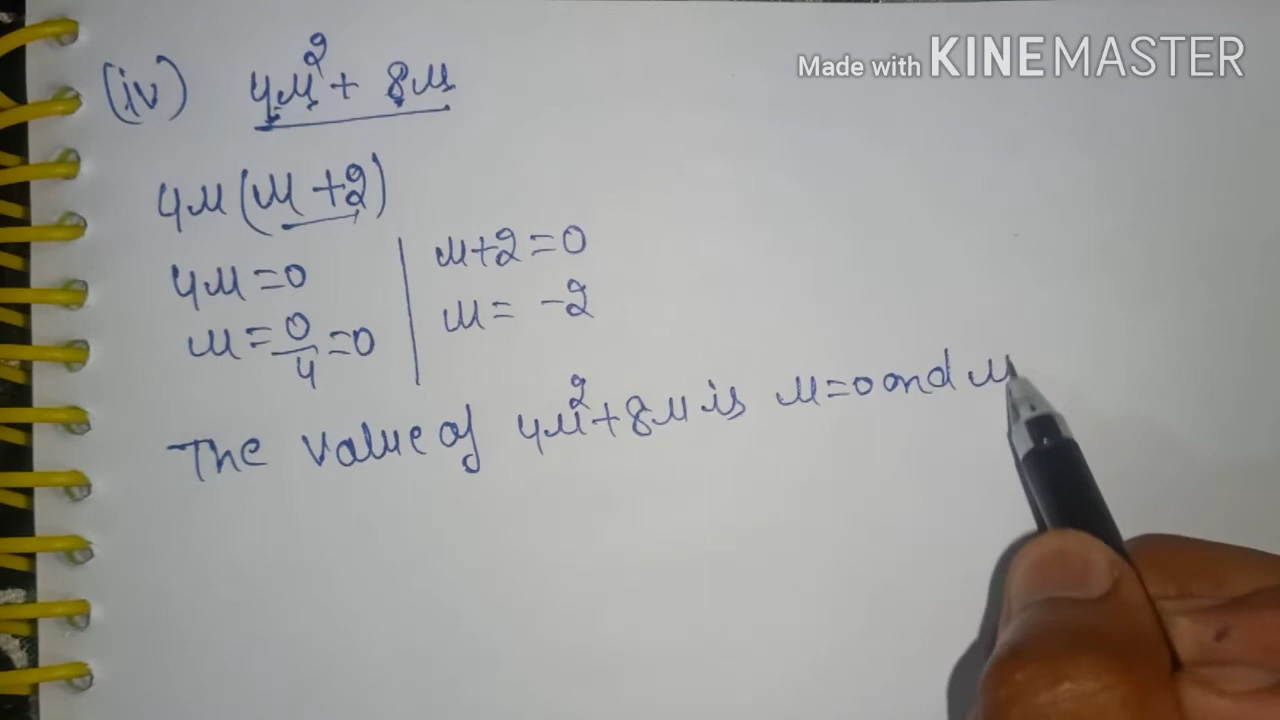 Made with KINEMASTER
(iv) 4u² + 8u
4u(u+2)
4u=0 | u+2=0
u=0/4=0 | u= -2
The value of 4u²+8u is u=0 and u